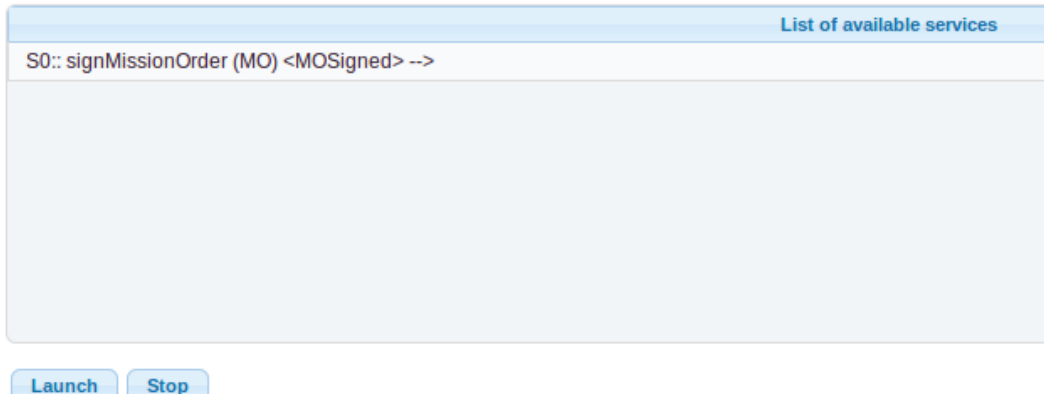 List of available services
S0:: signMissionOrder (MO) <MOSigned> -->
Launch Stop